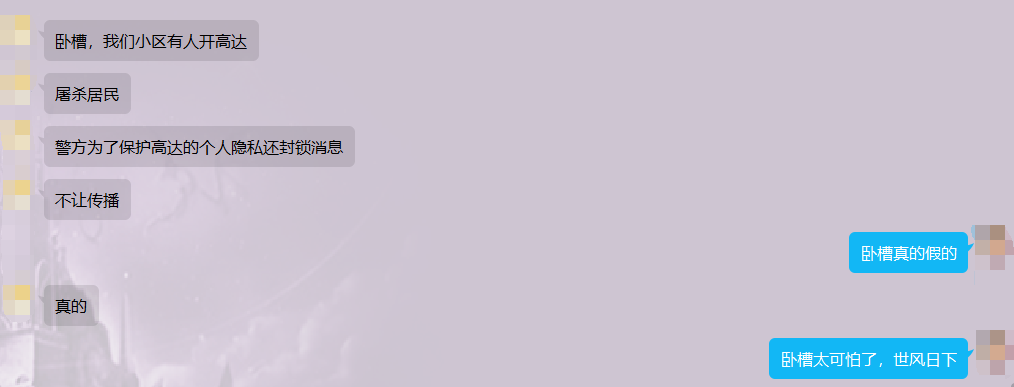 卧槽，我们小区有人开高达
屠杀居民
警方为了保护高达的个人隐私还封锁消息
不让传播
卧槽真的假的
真的
卧槽太可怕了，世风日下